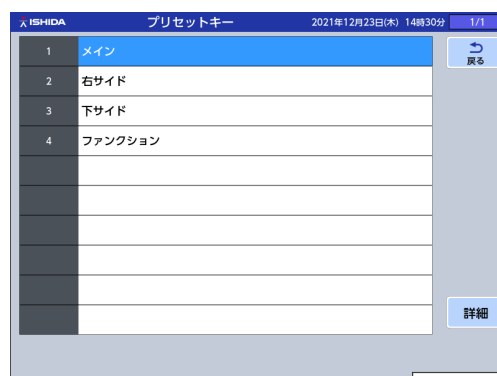 ISHIDA プリセットキー 2021年12月23日(木) 14時30分 1/1
1 メイン
戻る
2 右サイド
3 下サイド
4 ファンクション
詳細